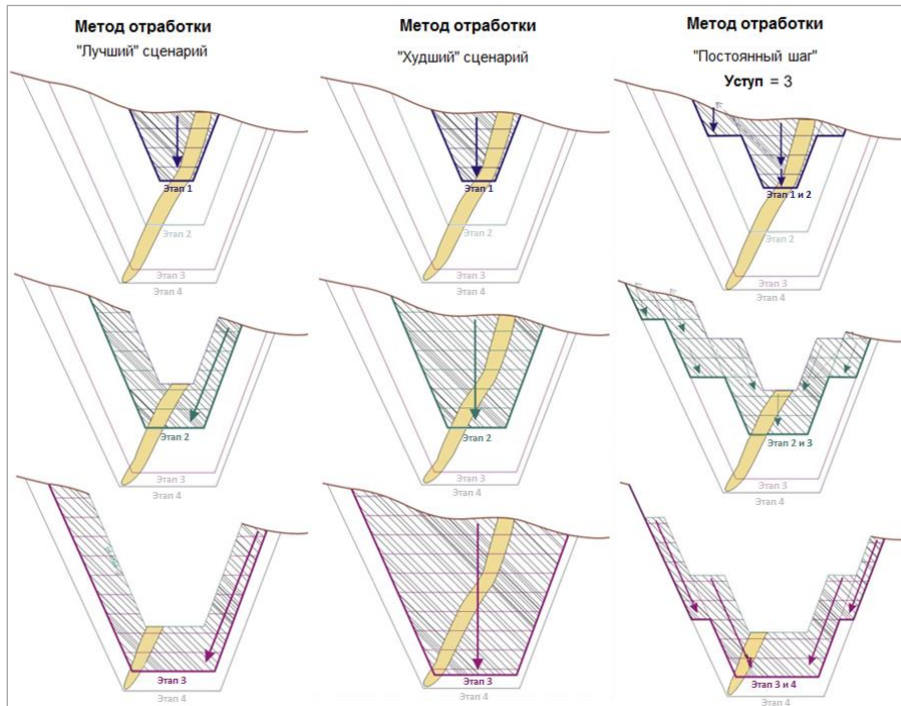 Метод отработки
"Лучший" сценарий
Этап 1
Этап 2
Этап 3
Этап 4
Этап 2
Этап 3
Этап 4
Этап 3
Этап 4
Метод отработки
"Худший" сценарий
Этап 1
Этап 2
Этап 3
Этап 4
Этап 2
Этап 3
Этап 4
Этап 3
Этап 4
Метод отработки
"Постоянный шаг"
Уступ = 3
Этап 1 и 2
Этап 2
Этап 3
Этап 4
Этап 2 и 3
Этап 3
Этап 4
Этап 3 и 4
Этап 4